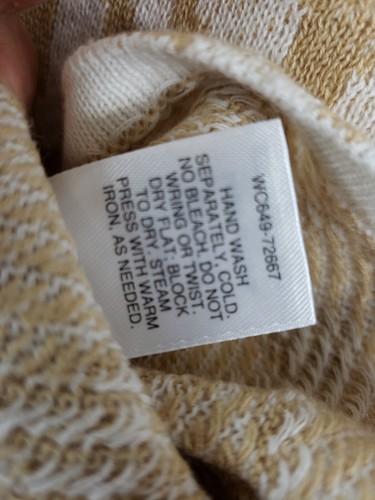 WC649-72667
HAND WASH
SEPARATELY. COLD.
NO BLEACH. DO NOT
WRING OR TWIST.
DRY FLAT: BLOCK
TO DRY. STEAM
PRESS WITH WARM
IRON. AS NEEDED.